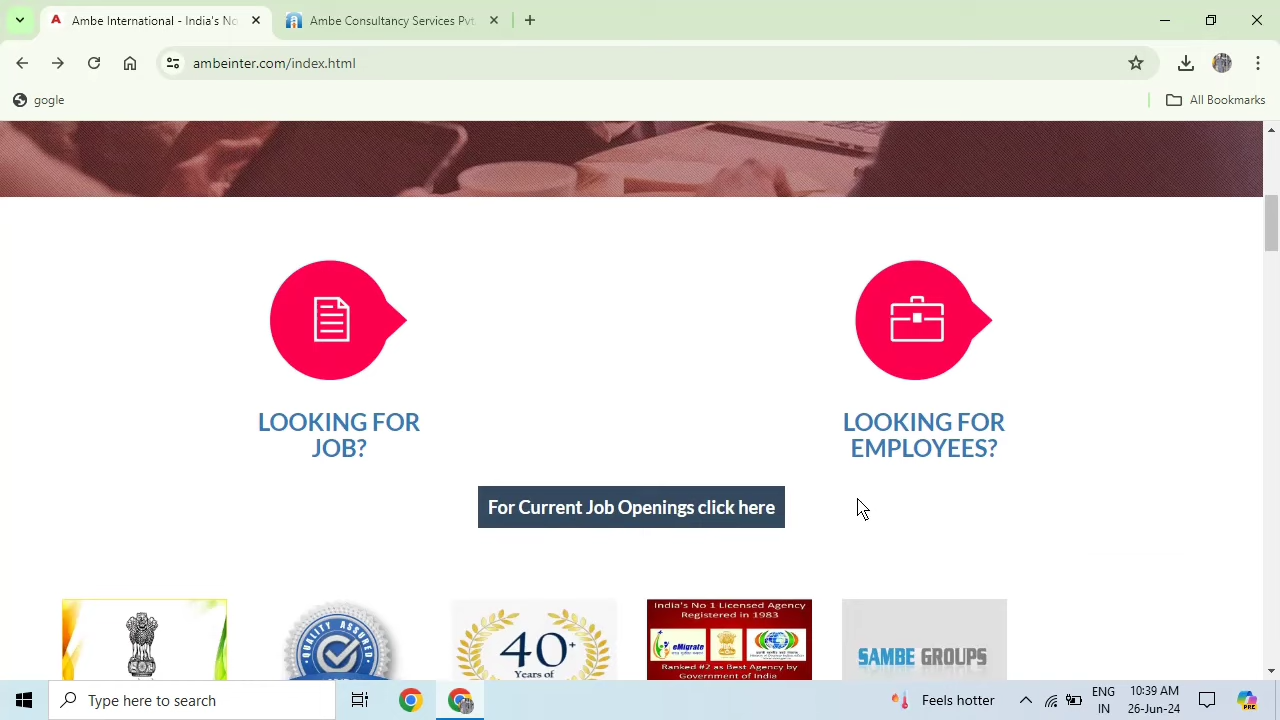 Ambe International - India's No
Ambe Consultancy Services Pvt
ambeinter.com/index.html
gogle
All Bookmarks
LOOKING FOR
JOB?
LOOKING FOR
EMPLOYEES?
For Current Job Openings click here
QUALITY ASSURED
40+
Years of
India's No 1 Licensed Agency
Registered in 1983
eMigrate
Ranked #2 as Best Agency by
Government of India
SAMBE GROUPS
Type here to search
Feels hotter
ENG
IN
10:39 AM
26-Jun-24